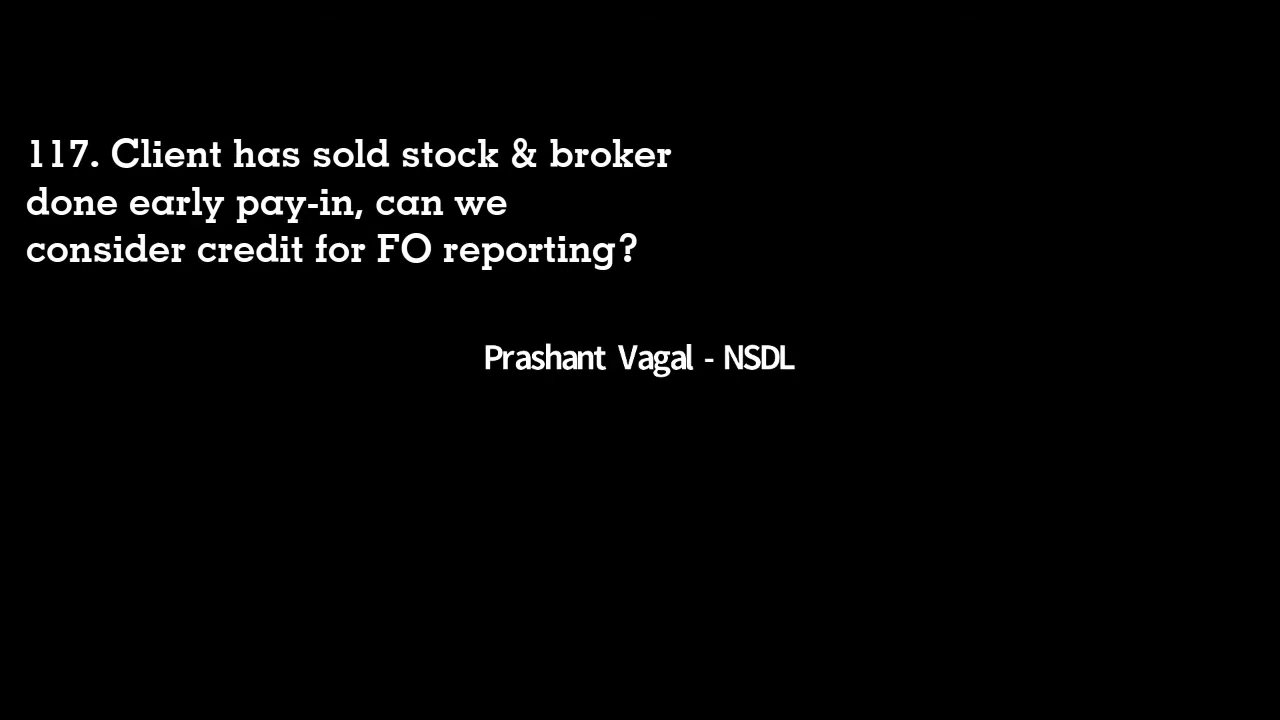 117. Client has sold stock & broker
done early pay-in, can we
consider credit for FO reporting?
Prashant Vagal - NSDL